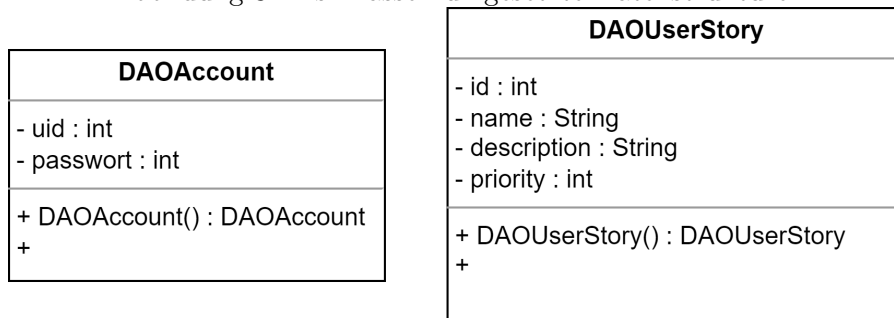 DAOAccount
- uid : int
- passwort : int
+ DAOAccount() : DAOAccount
+
DAOUserStory
- id : int
- name : String
- description : String
- priority : int
+ DAOUserStory() : DAOUserStory
+